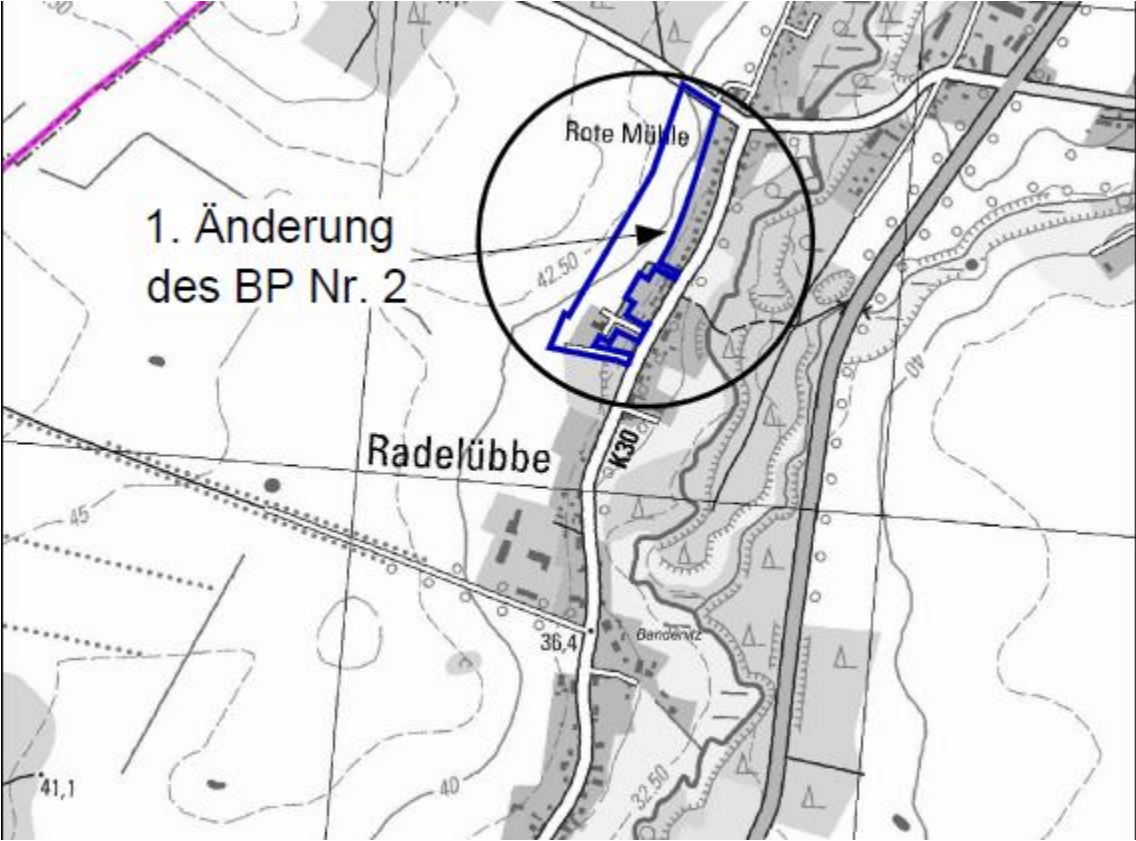 50
Rote Mühle
1. Änderung
des BP Nr. 2
42.50
40
K30
Radelübbe
45
36,4
Bandenitz
41,1
40
32.50